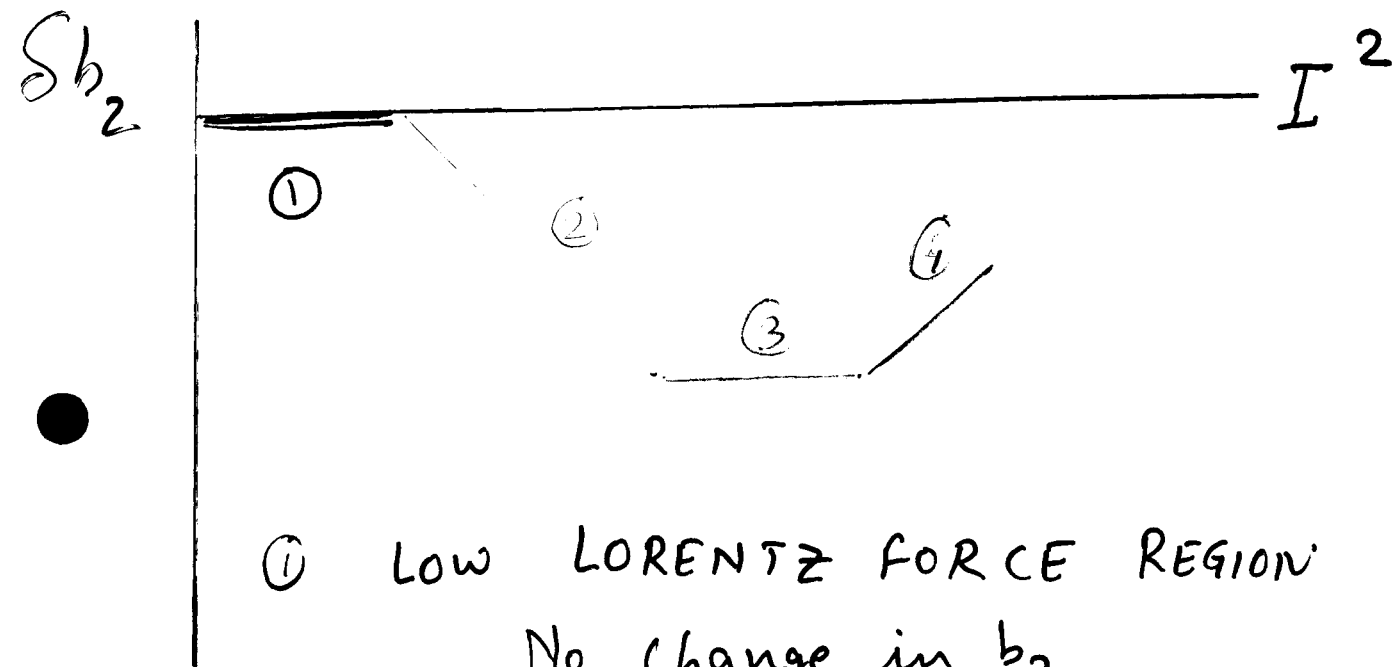 δb₂
I²
①
②
④
③
① LOW LORENTZ FORCE REGION
No change in b₂